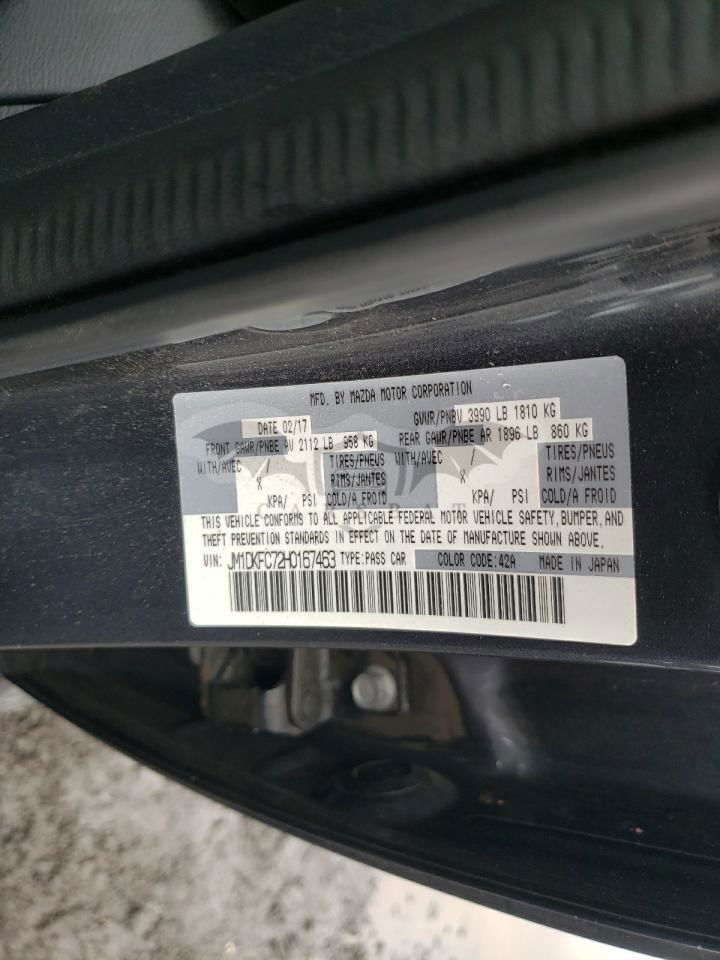 MFD. BY MAZDA MOTOR CORPORATION
DATE 02/17 GVWR/PNBV 3990 LB 1810 KG
FRONT GAWR/PNBE AV 2112 LB 958 KG REAR GAWR/PNBE AR 1896 LB 860 KG
WITH/AVEC / TIRES/PNEUS WITH/AVEC / TIRES/PNEUS
X RIMS/JANTES X RIMS/JANTES
KPA/ PSI COLD/A FROID KPA/ PSI COLD/A FROID
THIS VEHICLE CONFORMS TO ALL APPLICABLE FEDERAL MOTOR VEHICLE SAFETY, BUMPER, AND
THEFT PREVENTION STANDARDS IN EFFECT ON THE DATE OF MANUFACTURE SHOWN ABOVE.
VIN: JM1DKFC72H0167463 TYPE:PASS CAR COLOR CODE:42A MADE IN JAPAN